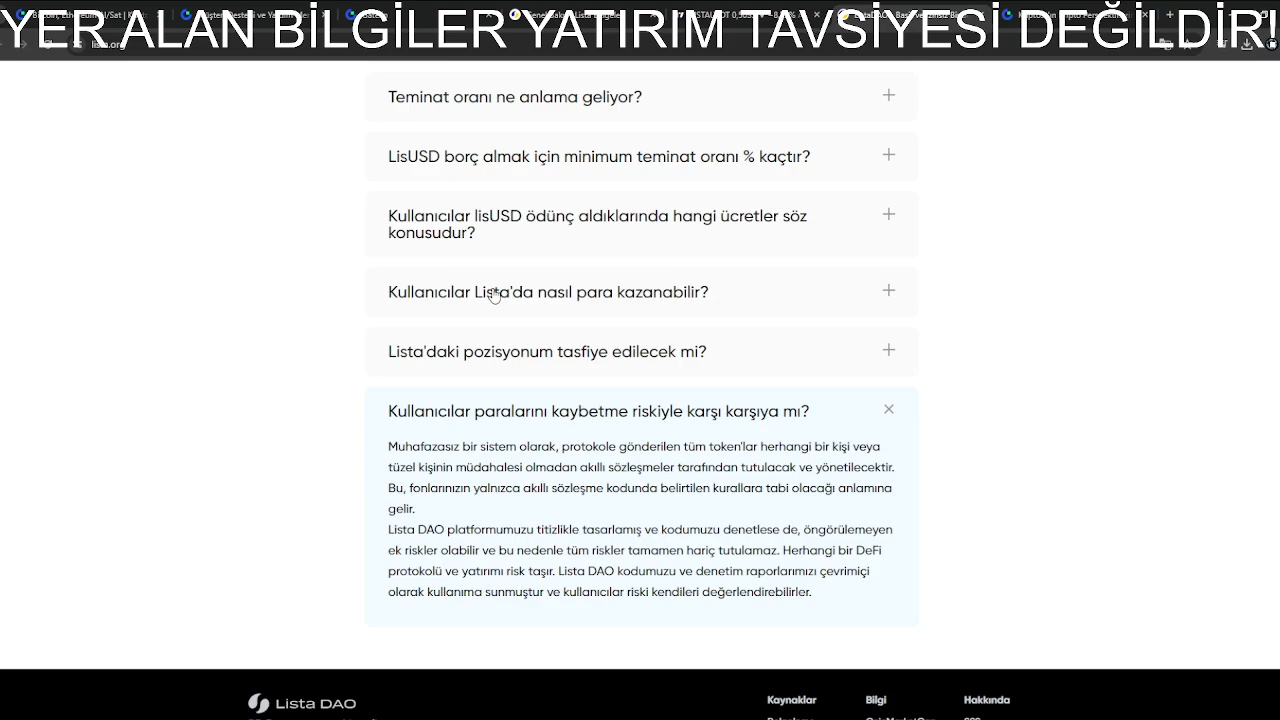 YER ALAN BİLGİLER YATIRIM TAVSİYESİ DEĞİLDİR!
lista.org
Teminat oranı ne anlama geliyor?
LisUSD borç almak için minimum teminat oranı % kaçtır?
Kullanıcılar lisUSD ödünç aldıklarında hangi ücretler söz
konusudur?
Kullanıcılar Lista'da nasıl para kazanabilir?
Lista'daki pozisyonum tasfiye edilecek mi?
Kullanıcılar paralarını kaybetme riskiyle karşı karşıya mı?
Muhafazasız bir sistem olarak, protokole gönderilen tüm token'lar herhangi bir kişi veya
tüzel kişinin müdahalesi olmadan akıllı sözleşmeler tarafından tutulacak ve yönetilecektir.
Bu, fonlarınızın yalnızca akıllı sözleşme kodunda belirtilen kurallara tabi olacağı anlamına
gelir.
Lista DAO platformumuzu titizlikle tasarlamış ve kodumuzu denetlese de, öngörülemeyen
ek riskler olabilir ve bu nedenle tüm riskler tamamen hariç tutulamaz. Herhangi bir DeFi
protokolü ve yatırımı risk taşır. Lista DAO kodumuzu ve denetim raporlarımızı çevrimiçi
olarak kullanıma sunmuştur ve kullanıcılar riski kendileri değerlendirebilirler.
Lista DAO
Kaynaklar Bilgi Hakkında